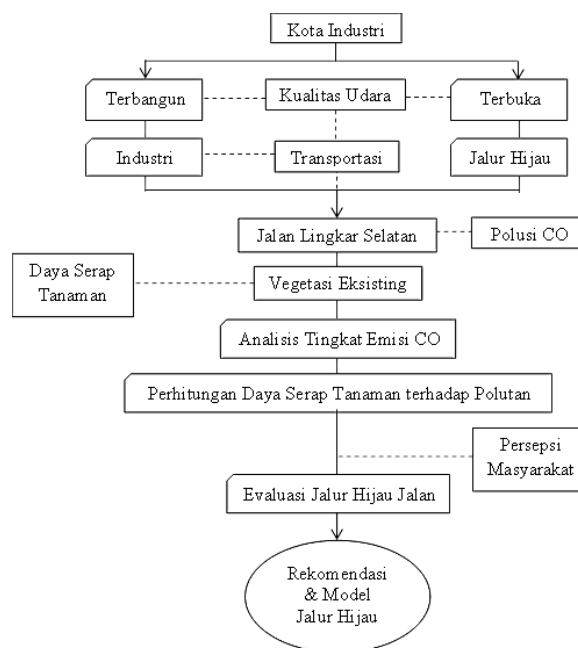 Kota Industri
Terbangun
Kualitas Udara
Terbuka
Industri
Transportasi
Jalur Hijau
Jalan Lingkar Selatan
Polusi CO
Daya Serap
Tanaman
Vegetasi Eksisting
Analisis Tingkat Emisi CO
Perhitungan Daya Serap Tanaman terhadap Polutan
Persepsi
Masyarakat
Evaluasi Jalur Hijau Jalan
Rekomendasi
& Model
Jalur Hijau